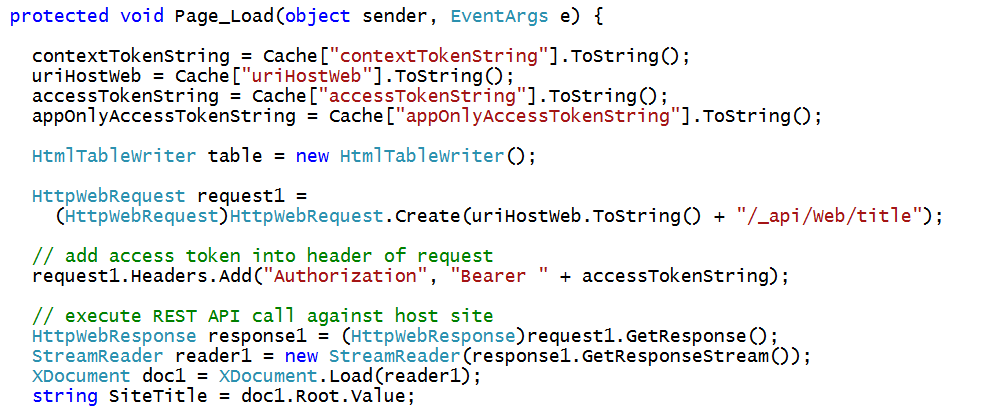 protected void Page_Load(object sender, EventArgs e) {
contextTokenString = Cache["contextTokenString"].ToString();
uriHostWeb = Cache["uriHostWeb"].ToString();
accessTokenString = Cache["accessTokenString"].ToString();
appOnlyAccessTokenString = Cache["appOnlyAccessTokenString"].ToString();
HtmlTableWriter table = new HtmlTableWriter();
HttpWebRequest request1 =
(HttpWebRequest)HttpWebRequest.Create(uriHostWeb.ToString() + "/_api/Web/title");
// add access token into header of request
request1.Headers.Add("Authorization", "Bearer " + accessTokenString);
// execute REST API call against host site
HttpWebResponse response1 = (HttpWebResponse)request1.GetResponse();
StreamReader reader1 = new StreamReader(response1.GetResponseStream());
XDocument doc1 = XDocument.Load(reader1);
string SiteTitle = doc1.Root.Value;